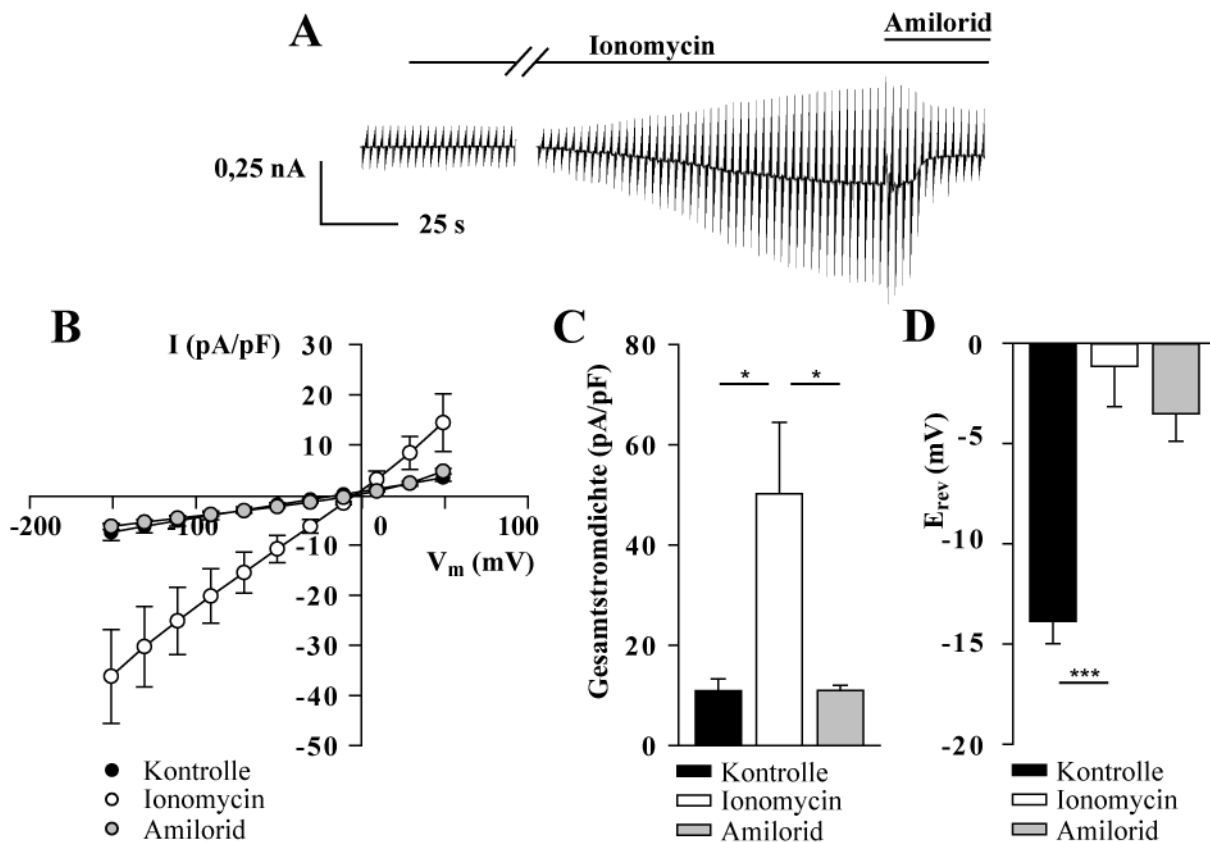 A
Amilorid
Ionomycin
0,25 nA
25 s
B
I (pA/pF)
30
20
10
-200
-100
0
100
-10
-20
-30
-40
-50
V_m (mV)
Kontrolle
Ionomycin
Amilorid
C
Gesamtstromdichte (pA/pF)
80
60
40
20
0
*
*
Kontrolle
Ionomycin
Amilorid
D
E_rev (mV)
0
-5
-10
-15
-20
***
Kontrolle
Ionomycin
Amilorid